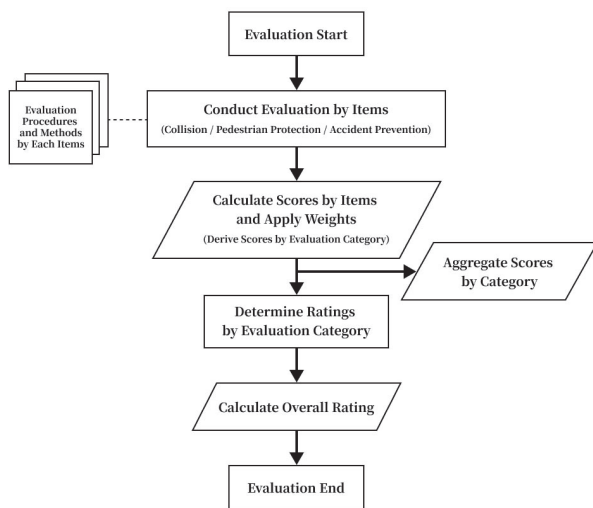 Evaluation Start
Evaluation
Procedures
and Methods
by Each Items
Conduct Evaluation by Items
(Collision / Pedestrian Protection / Accident Prevention)
Calculate Scores by Items
and Apply Weights
(Derive Scores by Evaluation Category)
Aggregate Scores
by Category
Determine Ratings
by Evaluation Category
Calculate Overall Rating
Evaluation End